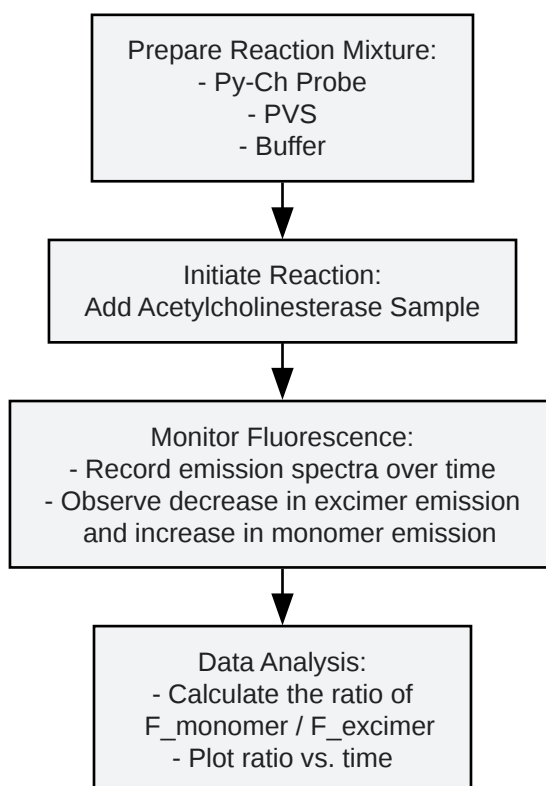 Prepare Reaction Mixture:
- Py-Ch Probe
- PVS
- Buffer
Initiate Reaction:
Add Acetylcholinesterase Sample
Monitor Fluorescence:
- Record emission spectra over time
- Observe decrease in excimer emission
and increase in monomer emission
Data Analysis:
- Calculate the ratio of
F_monomer / F_excimer
- Plot ratio vs. time